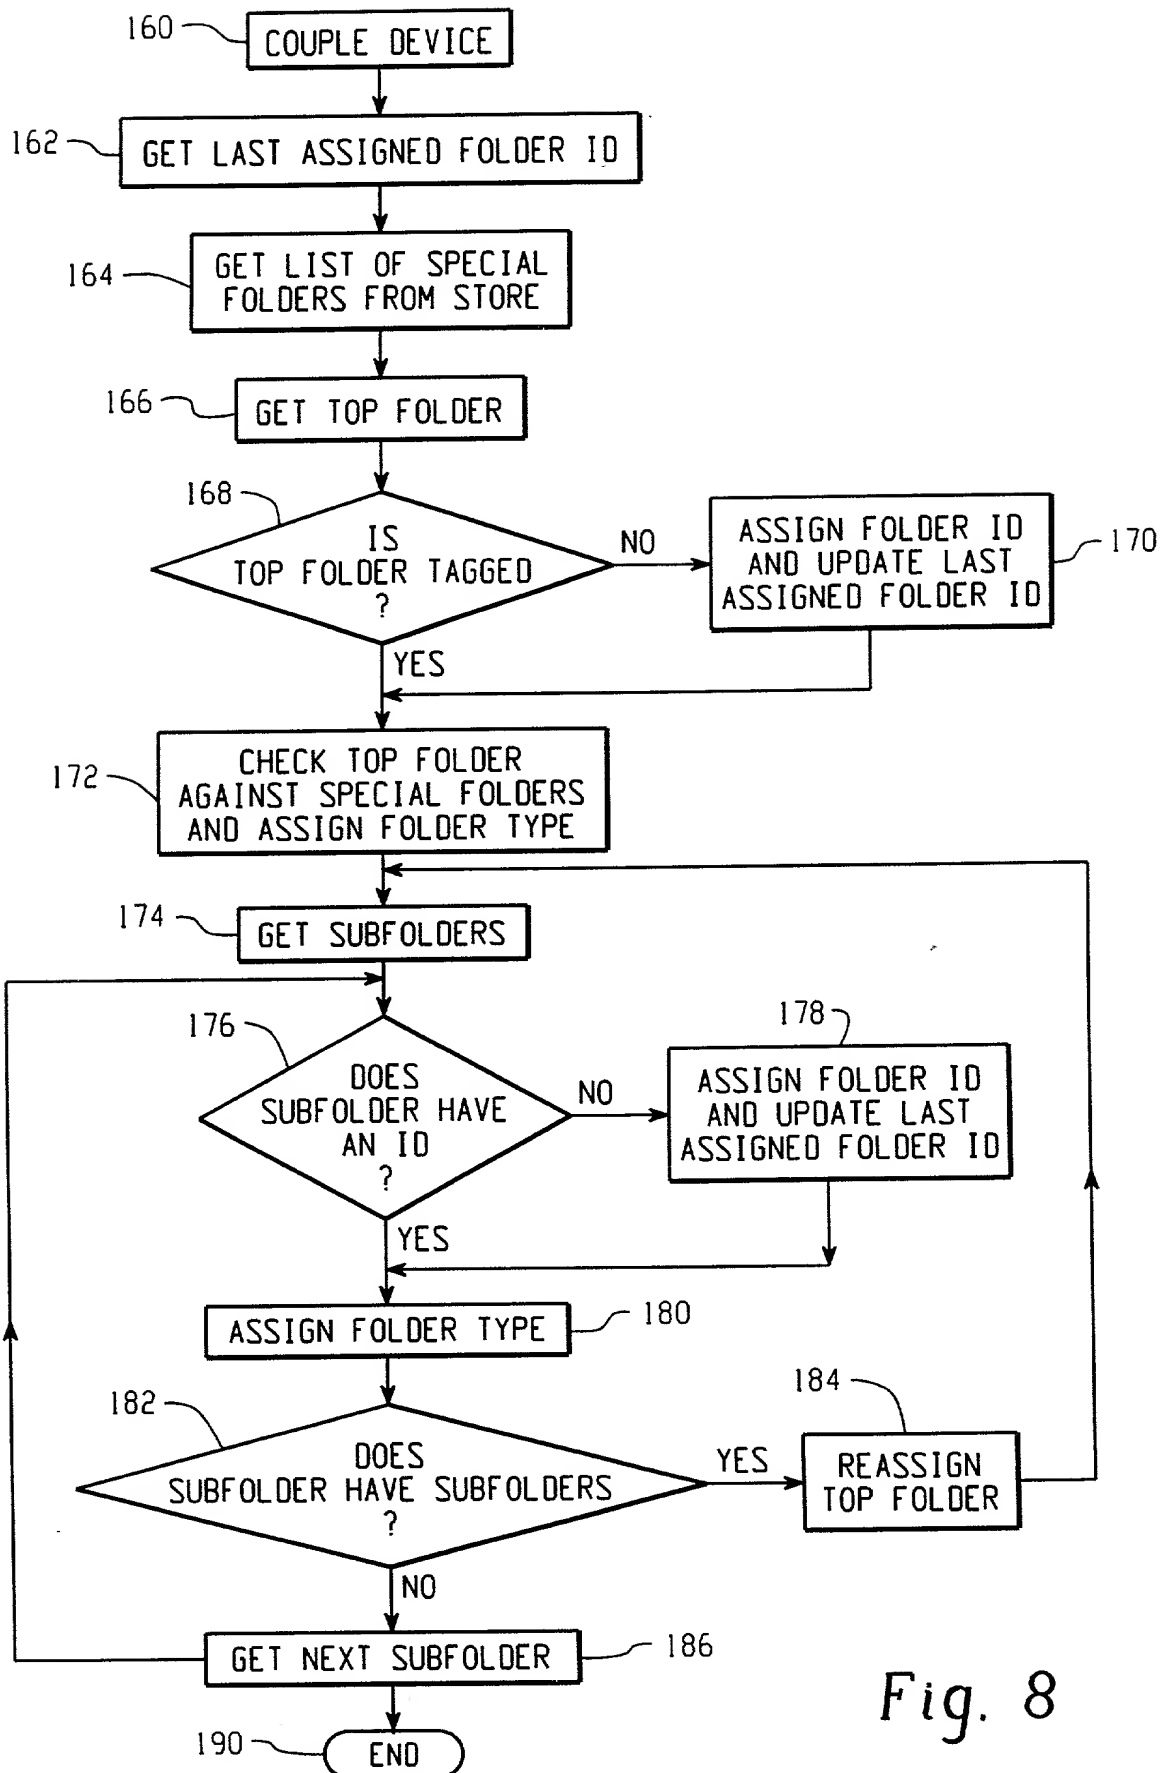 160
COUPLE DEVICE
162
GET LAST ASSIGNED FOLDER ID
164
GET LIST OF SPECIAL
FOLDERS FROM STORE
166
GET TOP FOLDER
168
IS
TOP FOLDER TAGGED
?
NO
ASSIGN FOLDER ID
AND UPDATE LAST
ASSIGNED FOLDER ID
170
YES
172
CHECK TOP FOLDER
AGAINST SPECIAL FOLDERS
AND ASSIGN FOLDER TYPE
174
GET SUBFOLDERS
176
DOES
SUBFOLDER HAVE
AN ID
?
NO
178
ASSIGN FOLDER ID
AND UPDATE LAST
ASSIGNED FOLDER ID
YES
ASSIGN FOLDER TYPE
180
182
DOES
SUBFOLDER HAVE SUBFOLDERS
?
YES
184
REASSIGN
TOP FOLDER
NO
GET NEXT SUBFOLDER
186
190
END
Fig. 8